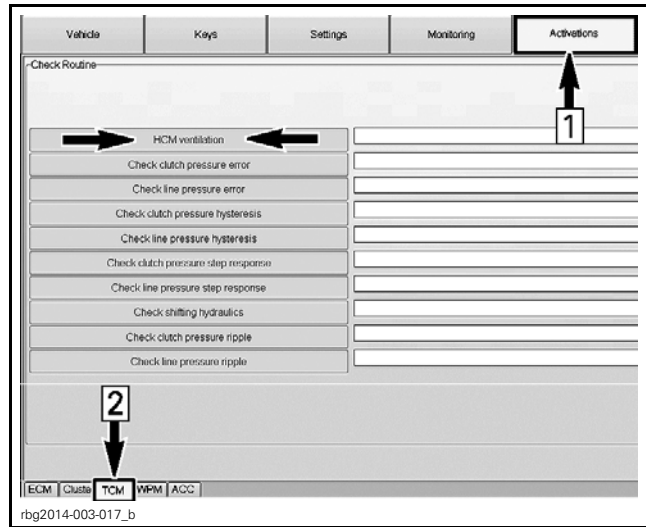 Vehicle Keys Settings Monitoring Activations
Check Routine
1
HCM ventilation
Check clutch pressure error
Check line pressure error
Check clutch pressure hysteresis
Check line pressure hysteresis
Check clutch pressure step response
Check line pressure step response
Check shifting hydraulics
Check clutch pressure ripple
Check line pressure ripple
2
ECM Cluste TCM WPM ACC
rbg2014-003-017_b